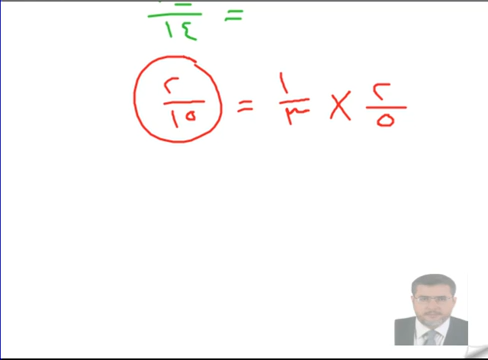 = ١٤
٢/٥ × ١/٣ = ٢/١٥